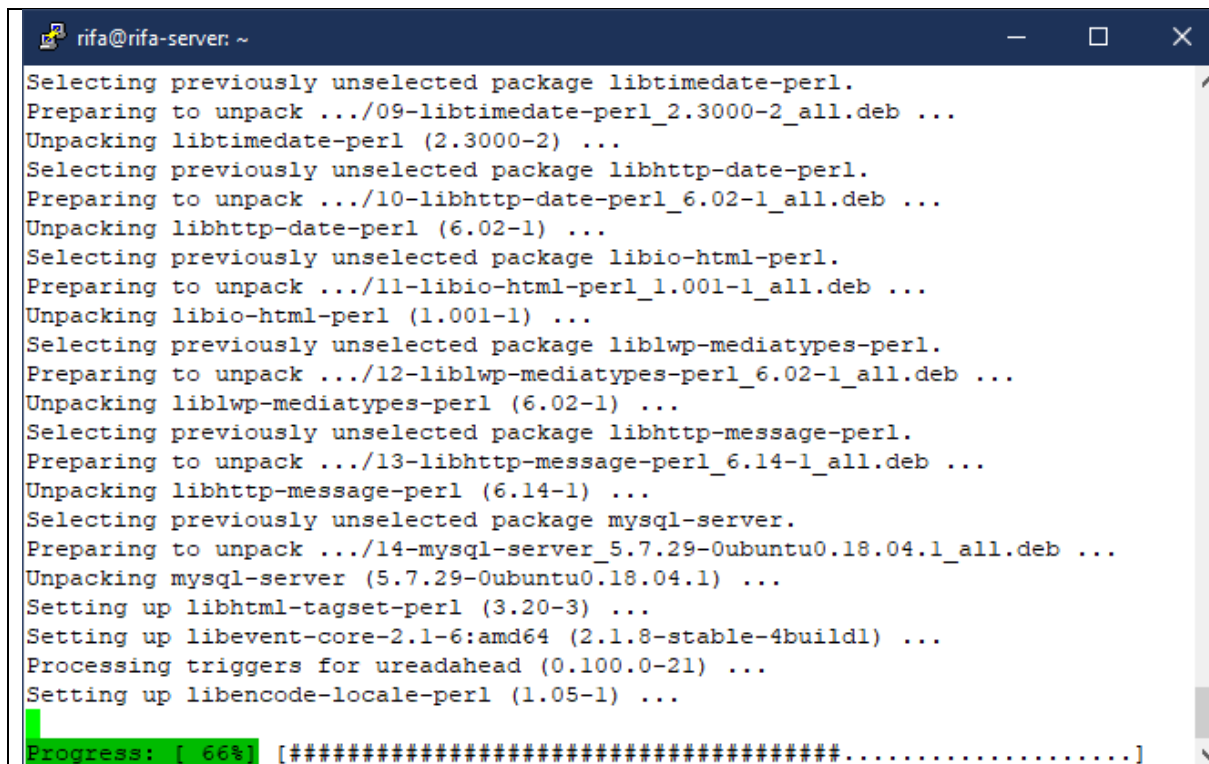 rifa@rifa-server: ~
Selecting previously unselected package libtimedate-perl.
Preparing to unpack .../09-libtimedate-perl_2.3000-2_all.deb ...
Unpacking libtimedate-perl (2.3000-2) ...
Selecting previously unselected package libhttp-date-perl.
Preparing to unpack .../10-libhttp-date-perl_6.02-1_all.deb ...
Unpacking libhttp-date-perl (6.02-1) ...
Selecting previously unselected package libio-html-perl.
Preparing to unpack .../11-libio-html-perl_1.001-1_all.deb ...
Unpacking libio-html-perl (1.001-1) ...
Selecting previously unselected package liblwp-mediatypes-perl.
Preparing to unpack .../12-liblwp-mediatypes-perl_6.02-1_all.deb ...
Unpacking liblwp-mediatypes-perl (6.02-1) ...
Selecting previously unselected package libhttp-message-perl.
Preparing to unpack .../13-libhttp-message-perl_6.14-1_all.deb ...
Unpacking libhttp-message-perl (6.14-1) ...
Selecting previously unselected package mysql-server.
Preparing to unpack .../14-mysql-server_5.7.29-0ubuntu0.18.04.1_all.deb ...
Unpacking mysql-server (5.7.29-0ubuntu0.18.04.1) ...
Setting up libhtml-tagset-perl (3.20-3) ...
Setting up libevent-core-2.1-6:amd64 (2.1.8-stable-4build1) ...
Processing triggers for ureadahead (0.100.0-21) ...
Setting up libencode-locale-perl (1.05-1) ...
Progress: [ 66%] [######################################....................]